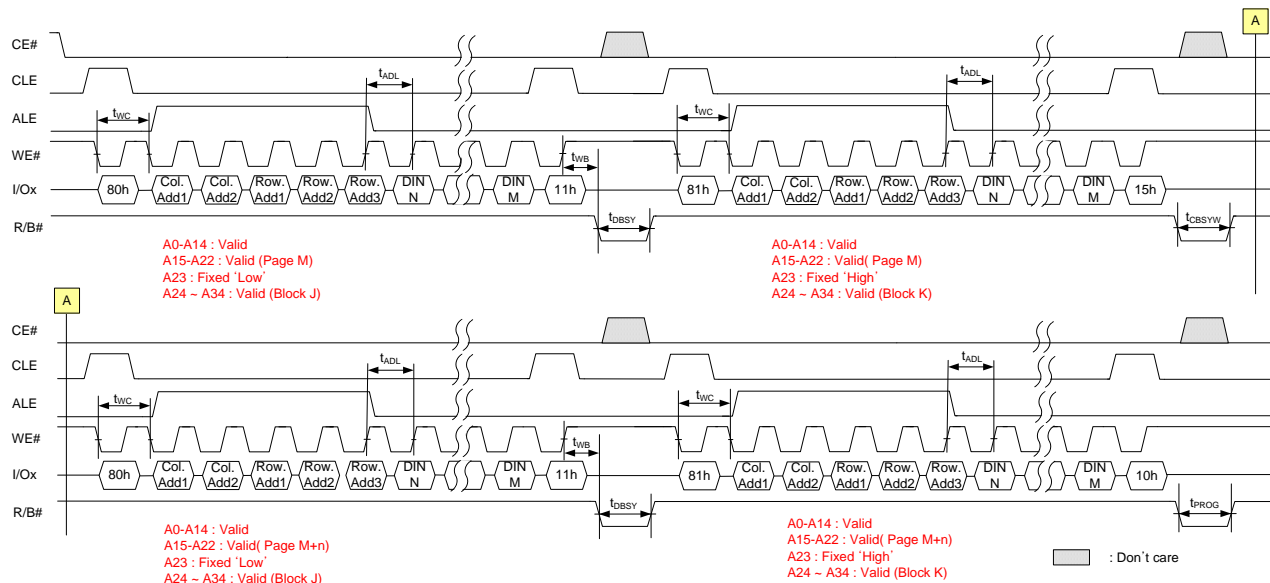 A
CE#
CLE
tADL
tADL
ALE
tWC
tWC
WE#
tWB
I/Ox
80h
Col. Add1
Col. Add2
Row. Add1
Row. Add2
Row. Add3
DIN N
DIN M
11h
81h
Col. Add1
Col. Add2
Row. Add1
Row. Add2
Row. Add3
DIN N
DIN M
15h
R/B#
tDBSY
tCBSYW
A0-A14 : Valid
A15-A22 : Valid (Page M)
A23 : Fixed 'Low'
A24 ~ A34 : Valid (Block J)
A0-A14 : Valid
A15-A22 : Valid( Page M)
A23 : Fixed 'High'
A24 ~ A34 : Valid (Block K)
A
CE#
CLE
tADL
tADL
ALE
tWC
tWC
WE#
tWB
I/Ox
80h
Col. Add1
Col. Add2
Row. Add1
Row. Add2
Row. Add3
DIN N
DIN M
11h
81h
Col. Add1
Col. Add2
Row. Add1
Row. Add2
Row. Add3
DIN N
DIN M
10h
R/B#
tDBSY
tPROG
A0-A14 : Valid
A15-A22 : Valid( Page M+n)
A23 : Fixed 'Low'
A24 ~ A34 : Valid (Block J)
A0-A14 : Valid
A15-A22 : Valid( Page M+n)
A23 : Fixed 'High'
A24 ~ A34 : Valid (Block K)
: Don't care